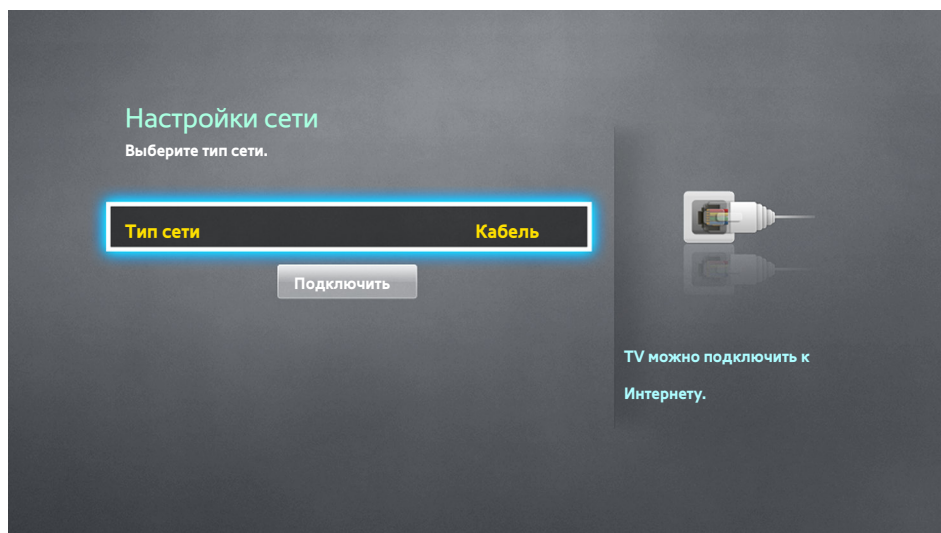 Настройки сети
Выберите тип сети.
Тип сети Кабель
Подключить
TV можно подключить к
Интернету.